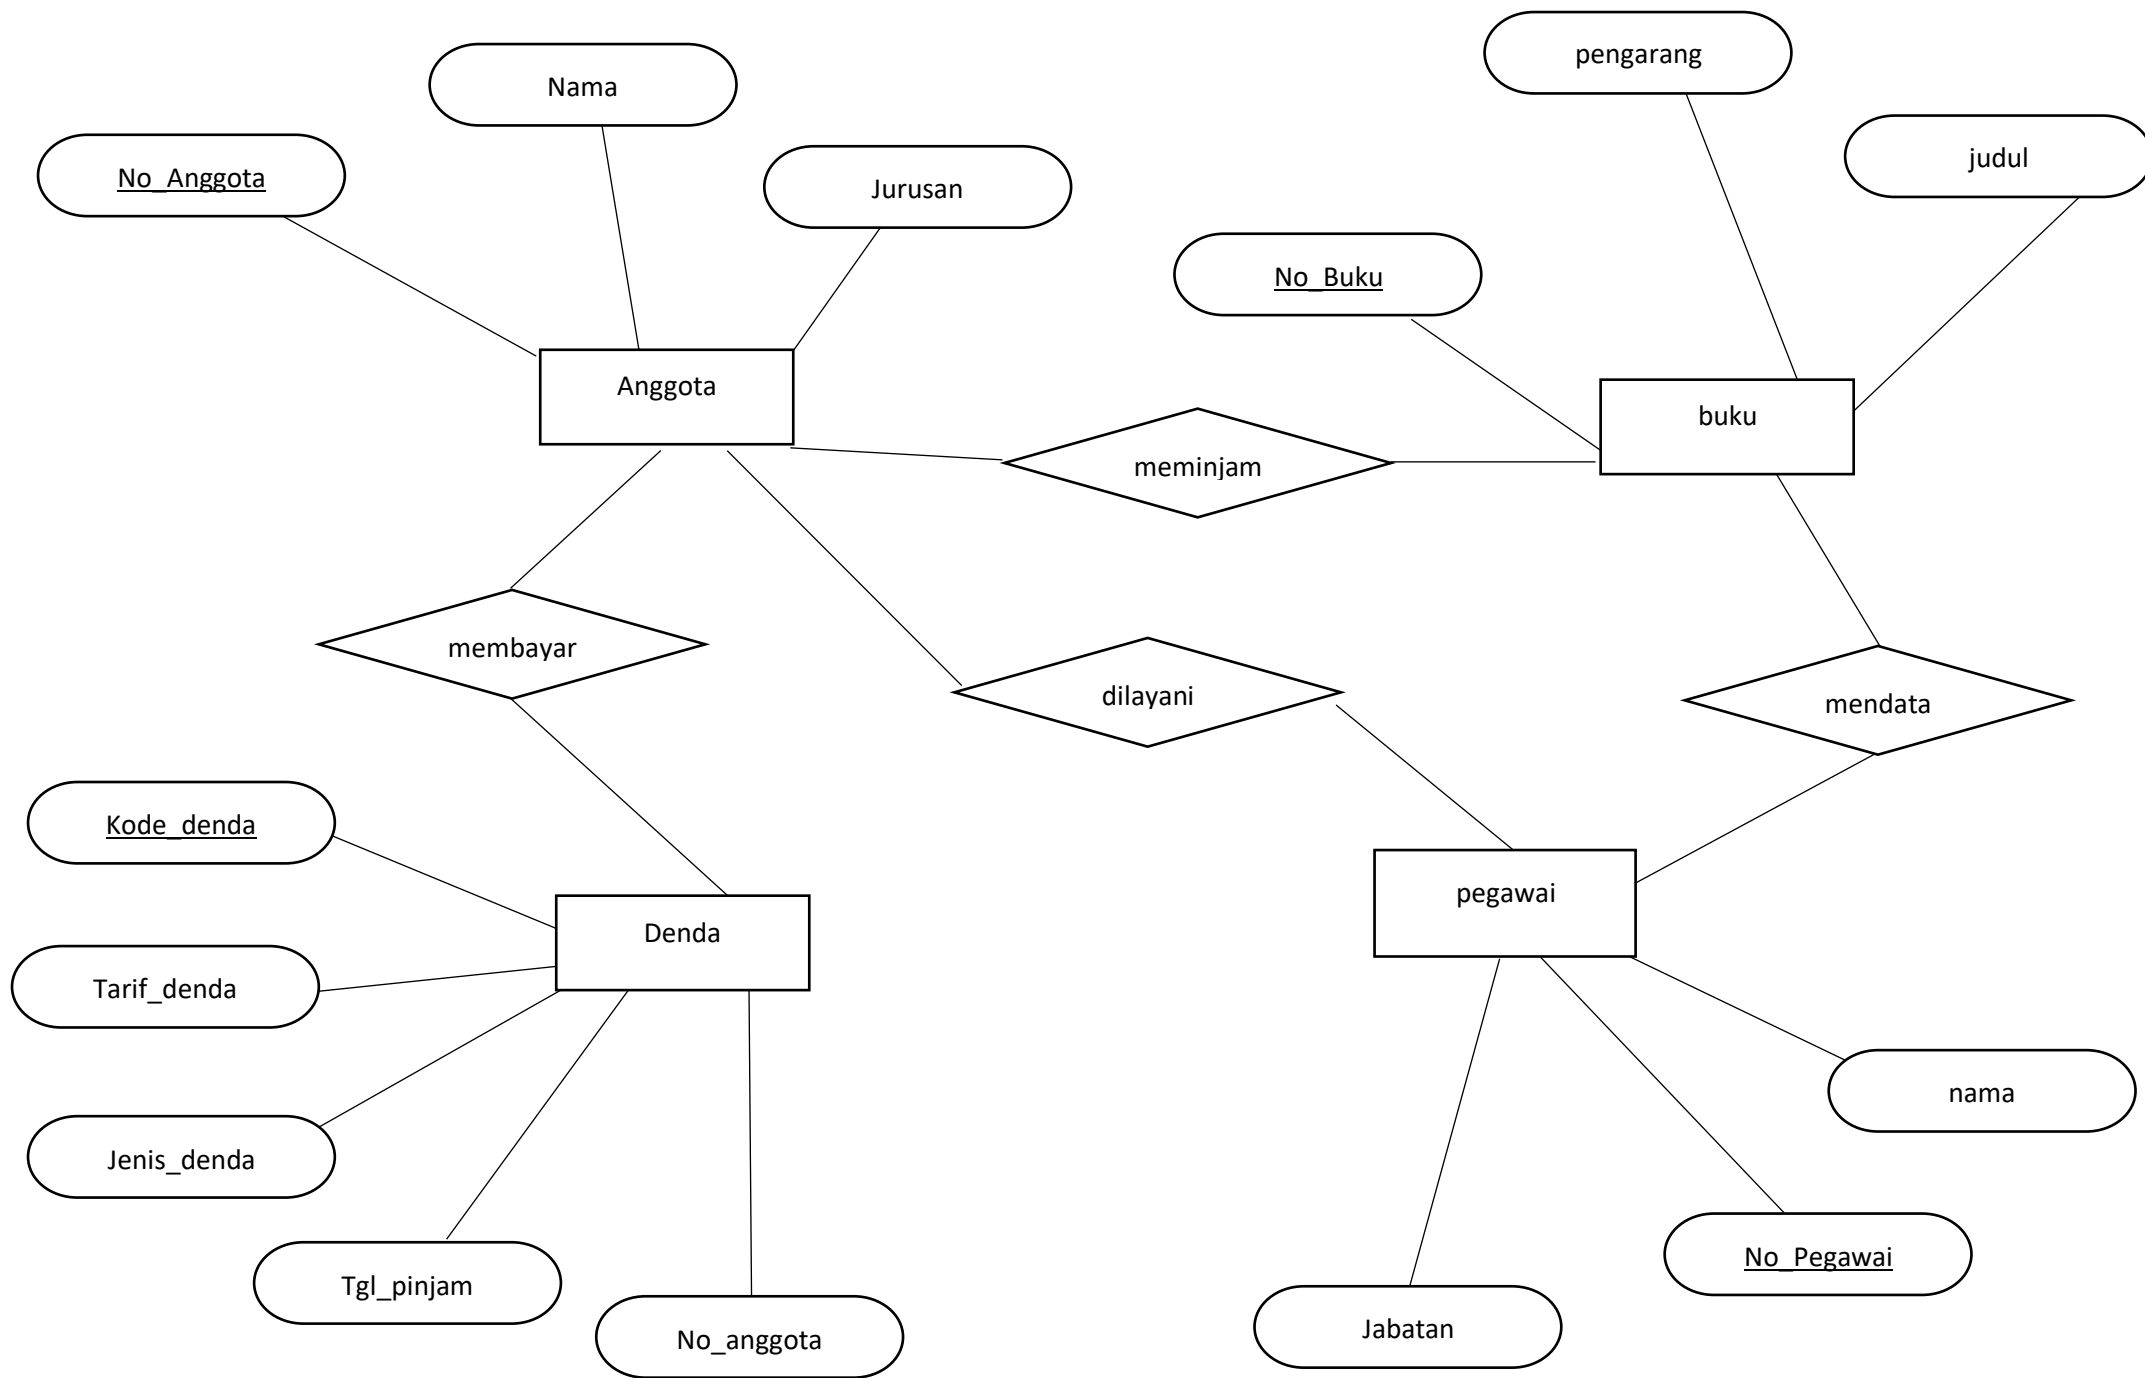 pengarang
Nama
judul
No_Anggota
Jurusan
No_Buku
Anggota
buku
meminjam
membayar
dilayani
mendata
Kode_denda
pegawai
Denda
Tarif_denda
nama
Jenis_denda
No_Pegawai
Tgl_pinjam
Jabatan
No_anggota